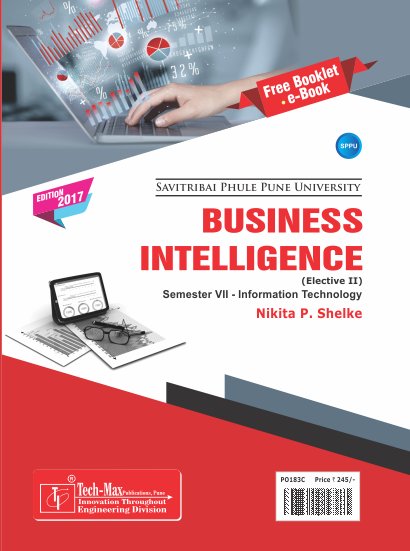 32%
Free Booklet
• e-Book
SPPU
EDITION
2017
SAVITRIBAI PHULE PUNE UNIVERSITY
BUSINESS
INTELLIGENCE
(Elective II)
Semester VII - Information Technology
Nikita P. Shelke
®
Tech-Max Publications, Pune
Innovation Throughout
Engineering Division
PO183C Price ₹ 245/-